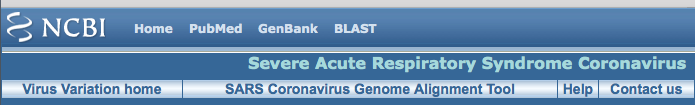 NCBI Home PubMed GenBank BLAST
Severe Acute Respiratory Syndrome Coronavirus
Virus Variation home SARS Coronavirus Genome Alignment Tool Help Contact us